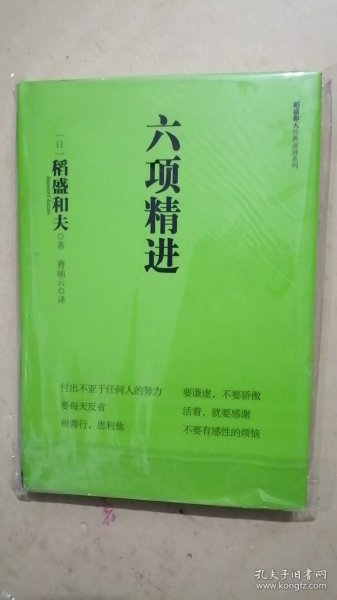 稻盛和夫经典演讲系列
六项精进
[日]稻盛和夫◎著
曹岫云◎译
付出不亚于任何人的努力
要谦虚，不要骄傲
要每天反省
活着，就要感谢
积善行，思利他
不要有感性的烦恼
孔夫子旧书网